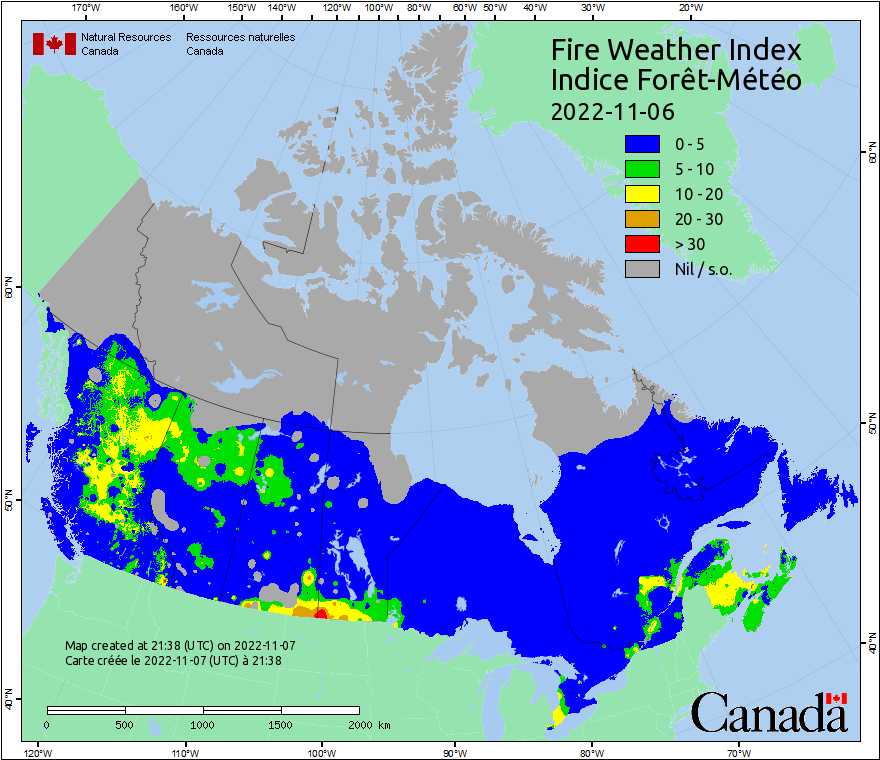 170°W 160°W 150°W 140°W 130°W 120°W 110°W 100°W 90°W 80°W 60°W 50°W 40°W 30°W 20°W
Natural Resources Canada
Ressources naturelles Canada
Fire Weather Index
Indice Forêt-Météo
2022-11-06
0 - 5
5 - 10
10 - 20
20 - 30
> 30
Nil / s.o.
60°N
50°N
40°N
60°N
50°N
40°N
Map created at 21:38 (UTC) on 2022-11-07
Carte créée le 2022-11-07 (UTC) à 21:38
0 500 1000 1500 2000 km
Canada
120°W 110°W 100°W 90°W 80°W 70°W